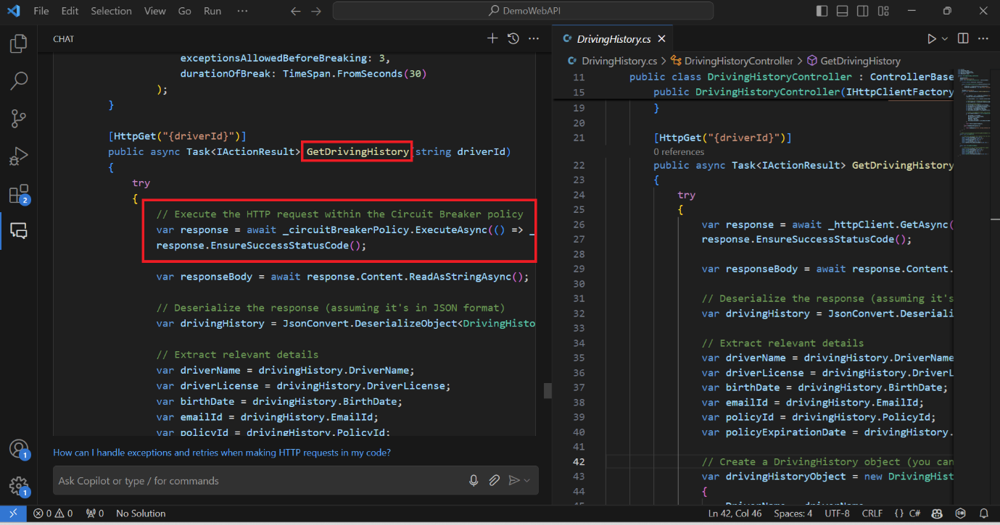 File Edit Selection View Go Run ··· DemoWebAPI
CHAT
exceptionsAllowedBeforeBreaking: 3,
durationOfBreak: TimeSpan.FromSeconds(30)
);
}
[HttpGet("{driverId}")]
public async Task<IActionResult> GetDrivingHistory(string driverId)
{
try
{
// Execute the HTTP request within the Circuit Breaker policy
var response = await _circuitBreakerPolicy.ExecuteAsync(() => _
response.EnsureSuccessStatusCode();
var responseBody = await response.Content.ReadAsStringAsync();
// Deserialize the response (assuming it's in JSON format)
var drivingHistory = JsonConvert.DeserializeObject<DrivingHisto
// Extract relevant details
var driverName = drivingHistory.DriverName;
var driverLicense = drivingHistory.DriverLicense;
var birthDate = drivingHistory.BirthDate;
var emailId = drivingHistory.EmailId;
var policyId = drivingHistory.PolicyId;
How can I handle exceptions and retries when making HTTP requests in my code?
Ask Copilot or type / for commands
2
1
1
DrivingHistory.cs
DrivingHistory.cs > DrivingHistoryController > GetDrivingHistory
11 public class DrivingHistoryController : ControllerBase
15 public DrivingHistoryController(IHttpClientFactory
19 }
20
21 [HttpGet("{driverId}")]
0 references
22 public async Task<IActionResult> GetDrivingHistory
23 {
24 try
25 {
26 var response = await _httpClient.GetAsync(
27 response.EnsureSuccessStatusCode();
28
29 var responseBody = await response.Content.
30
31 // Deserialize the response (assuming it's
32 var drivingHistory = JsonConvert.Deseriali
33
34 // Extract relevant details
35 var driverName = drivingHistory.DriverName
36 var driverLicense = drivingHistory.DriverL
37 var birthDate = drivingHistory.BirthDate;
38 var emailId = drivingHistory.EmailId;
39 var policyId = drivingHistory.PolicyId;
40 var policyExpirationDate = drivingHistory.
41
42 // Create a DrivingHistory object (you can
43 var drivingHistoryObject = new DrivingHist
44 {
0 0 0 No Solution Ln 42, Col 46 Spaces: 4 UTF-8 CRLF {} C#